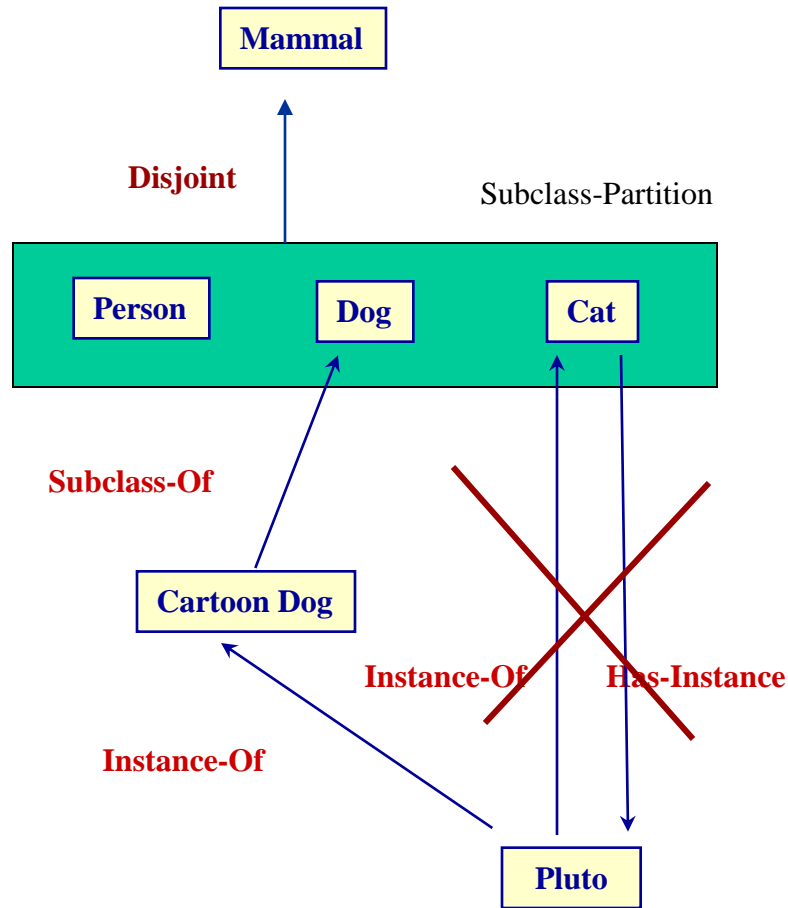 Mammal
Disjoint
Subclass-Partition
Person
Dog
Cat
Subclass-Of
Cartoon Dog
Instance-Of
Has-Instance
Instance-Of
Pluto